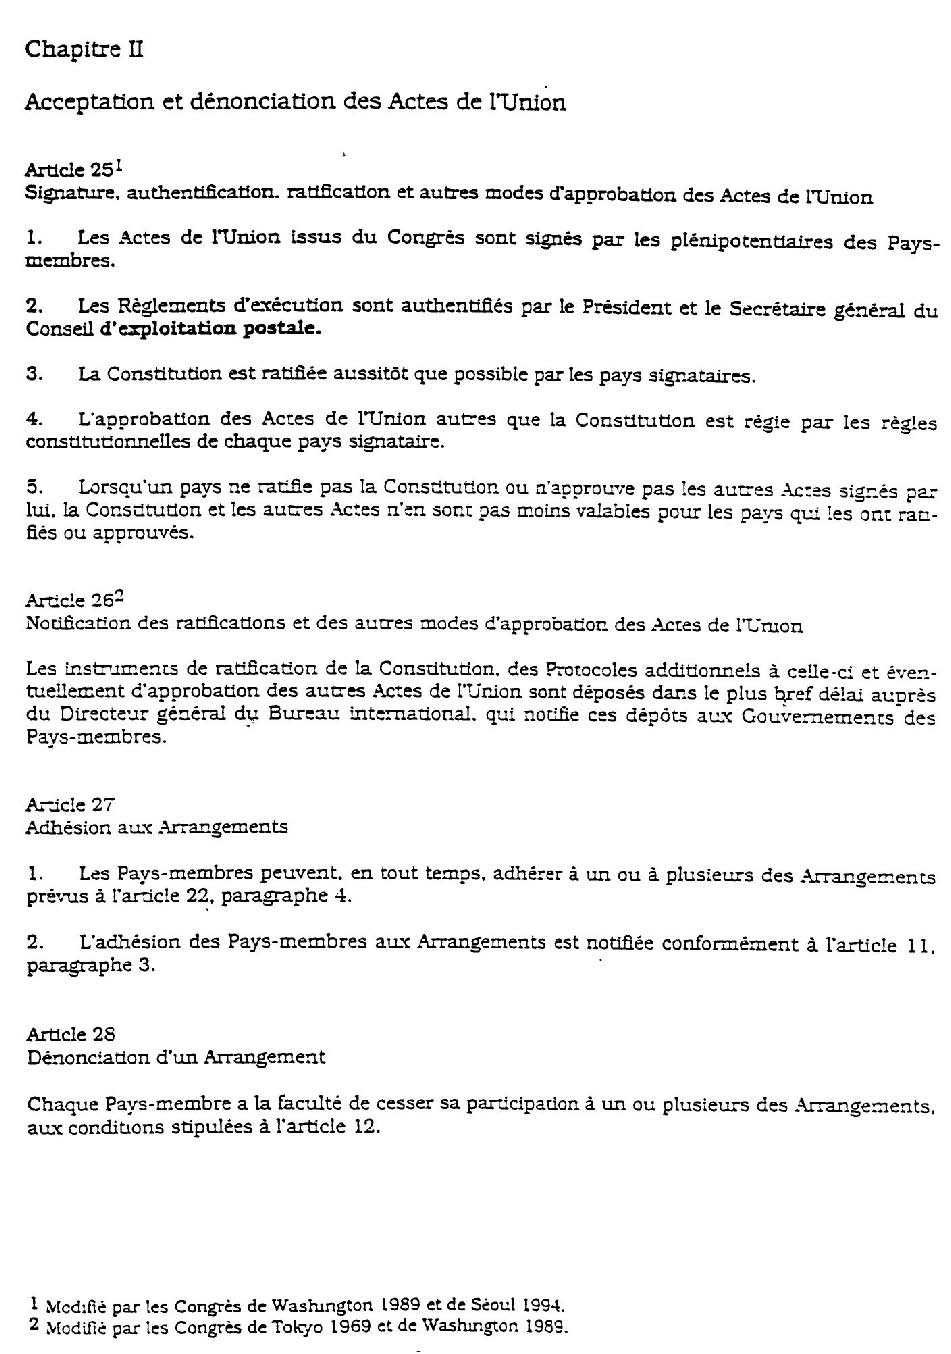 Chapitre II
Acceptation et dénonciation des Actes de l'Union
Article 25¹
Signature, authentification, ratification et autres modes d'approbation des Actes de l'Union
1. Les Actes de l'Union issus du Congrès sont signés par les plénipotentiaires des Pays-
membres.
2. Les Règlements d'exécution sont authentifiés par le Président et le Secrétaire général du
Conseil d'exploitation postale.
3. La Constitution est ratifiée aussitôt que possible par les pays signataires.
4. L'approbation des Actes de l'Union autres que la Constitution est régie par les règles
constitutionnelles de chaque pays signataire.
5. Lorsqu'un pays ne ratifie pas la Constitution ou n'approuve pas les autres Actes signés par
lui, la Constitution et les autres Actes n'en sont pas moins valables pour les pays qui les ont rati-
fiés ou approuvés.
Article 26²
Notification des ratifications et des autres modes d'approbation des Actes de l'Union
Les instruments de ratification de la Constitution, des Protocoles additionnels à celle-ci et éven-
tuellement d'approbation des autres Actes de l'Union sont déposés dans le plus bref délai auprès
du Directeur général du Bureau international, qui notifie ces dépôts aux Gouvernements des
Pays-membres.
Article 27
Adhésion aux Arrangements
1. Les Pays-membres peuvent, en tout temps, adhérer à un ou à plusieurs des Arrangements
prévus à l'article 22, paragraphe 4.
2. L'adhésion des Pays-membres aux Arrangements est notifiée conformément à l'article 11,
paragraphe 3.
Article 28
Dénonciation d'un Arrangement
Chaque Pays-membre a la faculté de cesser sa participation à un ou plusieurs des Arrangements,
aux conditions stipulées à l'article 12.
1 Modifié par les Congrès de Washington 1989 et de Séoul 1994.
2 Modifié par les Congrès de Tokyo 1969 et de Washington 1989.